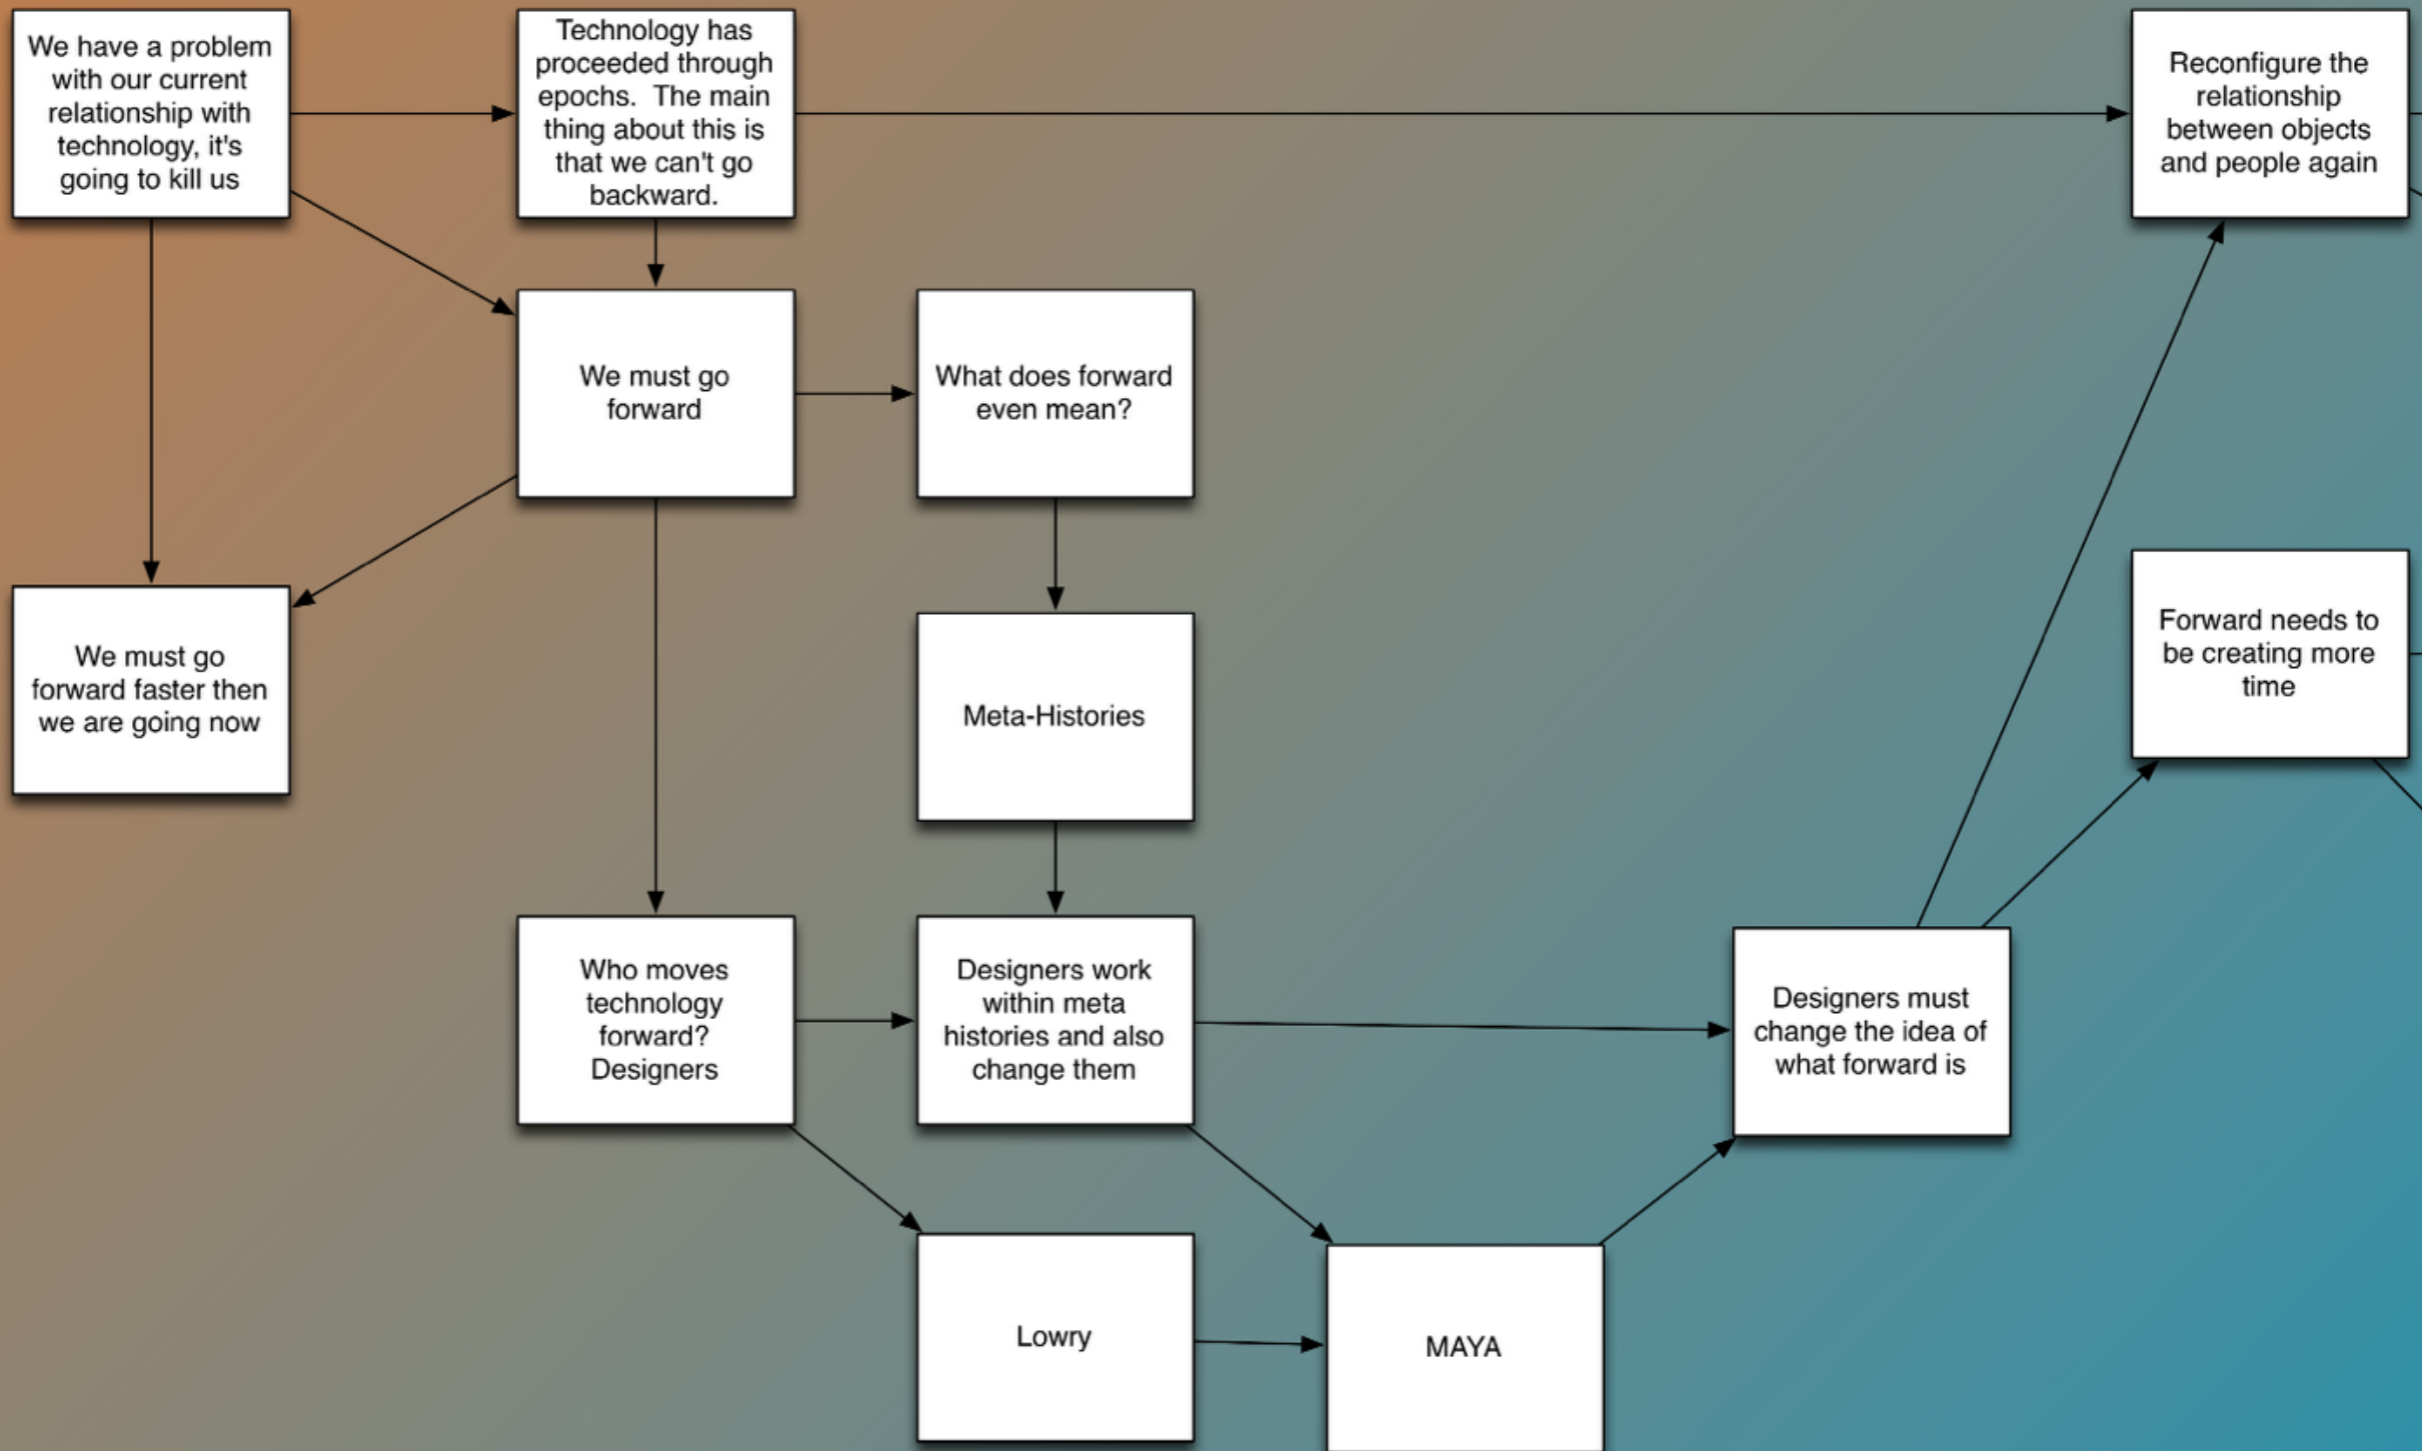 We have a problem
with our current
relationship with
technology, it's
going to kill us
Technology has
proceeded through
epochs.  The main
thing about this is
that we can't go
backward.
Reconfigure the
relationship
between objects
and people again
We must go
forward
What does forward
even mean?
We must go
forward faster then
we are going now
Meta-Histories
Forward needs to
be creating more
time
Who moves
technology
forward?
Designers
Designers work
within meta
histories and also
change them
Designers must
change the idea of
what forward is
Lowry
MAYA